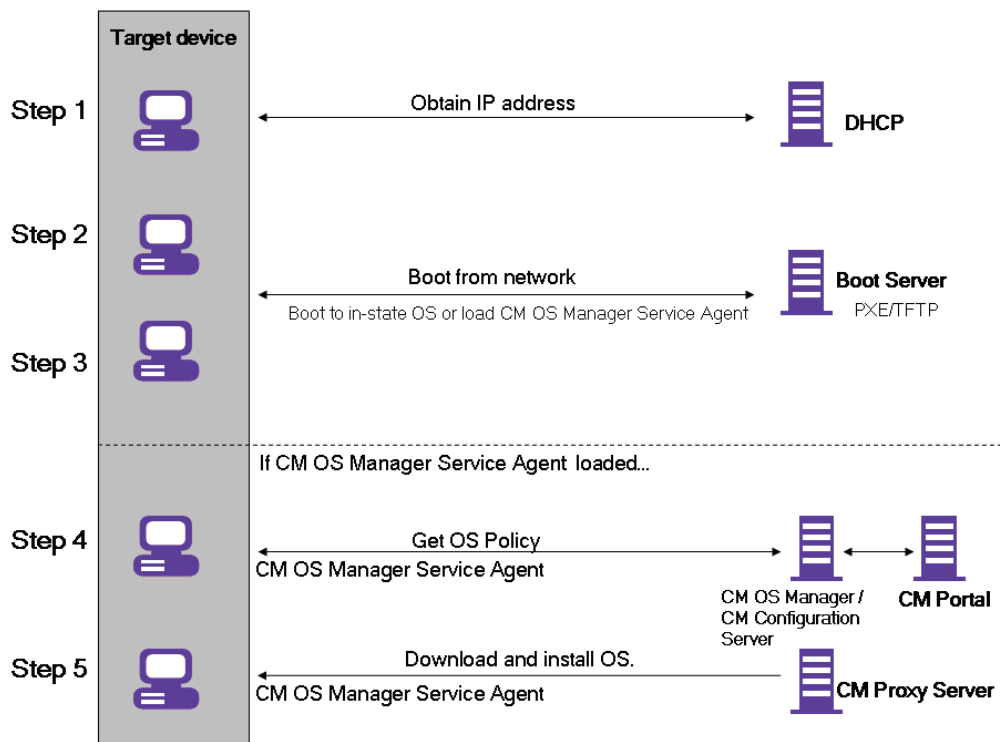 Target device
Step 1
Obtain IP address
DHCP
Step 2
Boot from network
Boot Server
Boot to in-state OS or load CM OS Manager Service Agent
PXE/TFTP
Step 3
If CM OS Manager Service Agent loaded...
Step 4
Get OS Policy
CM OS Manager Service Agent
CM OS Manager /
CM Configuration
Server
CM Portal
Step 5
Download and install OS.
CM OS Manager Service Agent
CM Proxy Server